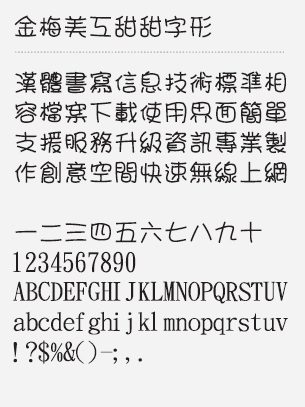 金梅美工甜甜字形
漢體書寫信息技術標準相
容檔案下載使用界面簡單
支援服務升級資訊專業製
作創意空間快速無線上網
一二三四五六七八九十
1234567890
ABCDEFGHIJKLMNOPQRSTUV
abcdefghijklmnopqrstuv
!?$%&()-;,.